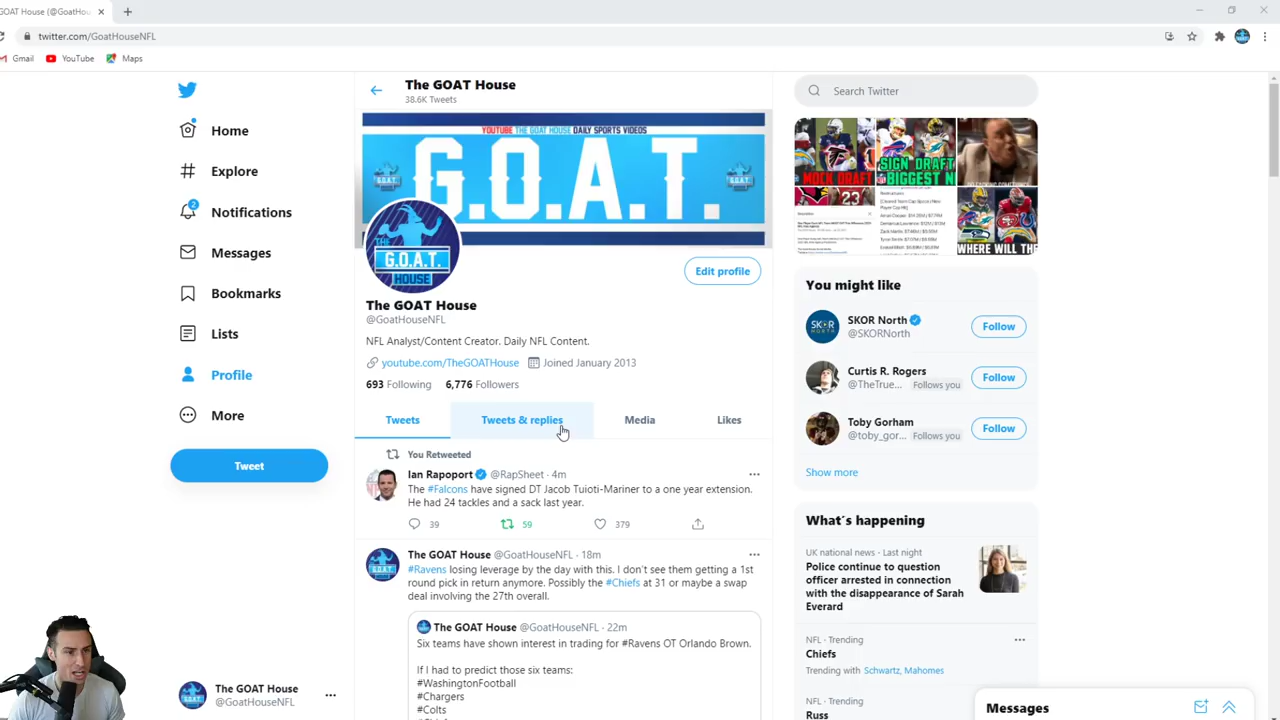 GOAT House (@GoatHou
twitter.com/GoatHouseNFL
Gmail
YouTube
Maps
Home
Explore
Notifications
2
Messages
Bookmarks
Lists
Profile
More
Tweet
The GOAT House
@GoatHouseNFL
The GOAT House
38.6K Tweets
YOUTUBE THE GOAT HOUSE DAILY SPORTS VIDEOS
G.O.A.T.
THE
G.O.A.T.
HOUSE
Edit profile
The GOAT House
@GoatHouseNFL
NFL Analyst/Content Creator. Daily NFL Content.
youtube.com/TheGOATHouse Joined January 2013
693 Following 6,776 Followers
Tweets Tweets & replies Media Likes
You Retweeted
Ian Rapoport @RapSheet · 4m
The #Falcons have signed DT Jacob Tuioti-Mariner to a one year extension.
He had 24 tackles and a sack last year.
39 59 379
The GOAT House @GoatHouseNFL · 18m
#Ravens losing leverage by the day with this. I don't see them getting a 1st
round pick in return anymore. Possibly the #Chiefs at 31 or maybe a swap
deal involving the 27th overall.
The GOAT House @GoatHouseNFL · 22m
Six teams have shown interest in trading for #Ravens OT Orlando Brown.
If I had to predict those six teams:
#WashingtonFootball
#Chargers
#Colts
Search Twitter
MOCK DRAFT
SIGN DRAFT
BIGGEST N
23
WHERE WILL THE
You might like
SKOR North
@SKORNorth
Follow
Curtis R. Rogers
@TheTrue... Follows you
Follow
Toby Gorham
@toby_gor... Follows you
Follow
Show more
What's happening
UK national news · Last night
Police continue to question
officer arrested in connection
with the disappearance of Sarah
Everard
NFL · Trending
Chiefs
Trending with Schwartz, Mahomes
NFL · Trending
Russ
Messages